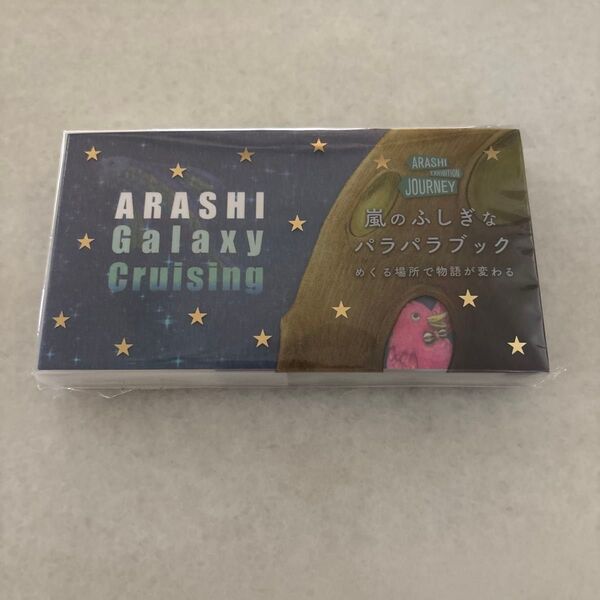 ARASHI
Galaxy
Cruising
ARASHI
EXHIBITION
JOURNEY
嵐のふしぎな
パラパラブック
めくる場所で物語が変わる